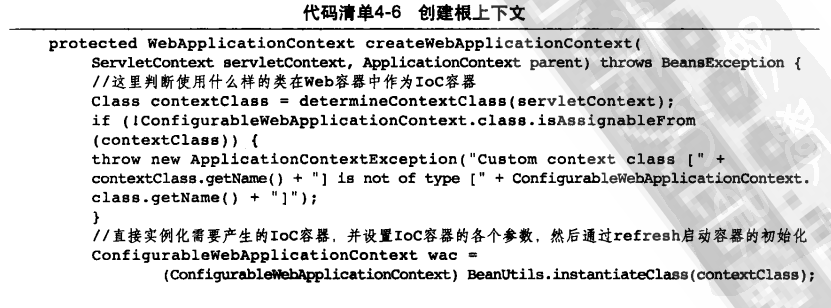 代码清单4-6 创建根上下文
protected WebApplicationContext createWebApplicationContext(
ServletContext servletContext, ApplicationContext parent) throws BeansException {
//这里判断使用什么样的类在Web容器中作为IoC容器
Class contextClass = determineContextClass(servletContext);
if (!ConfigurableWebApplicationContext.class.isAssignableFrom
(contextClass)) {
throw new ApplicationContextException("Custom context class [" +
contextClass.getName() + "] is not of type [" + ConfigurableWebApplicationContext.
class.getName() + "]");
}
//直接实例化需要产生的IoC容器，并设置IoC容器的各个参数，然后通过refresh启动容器的初始化
ConfigurableWebApplicationContext wac =
(ConfigurableWebApplicationContext) BeanUtils.instantiateClass(contextClass);